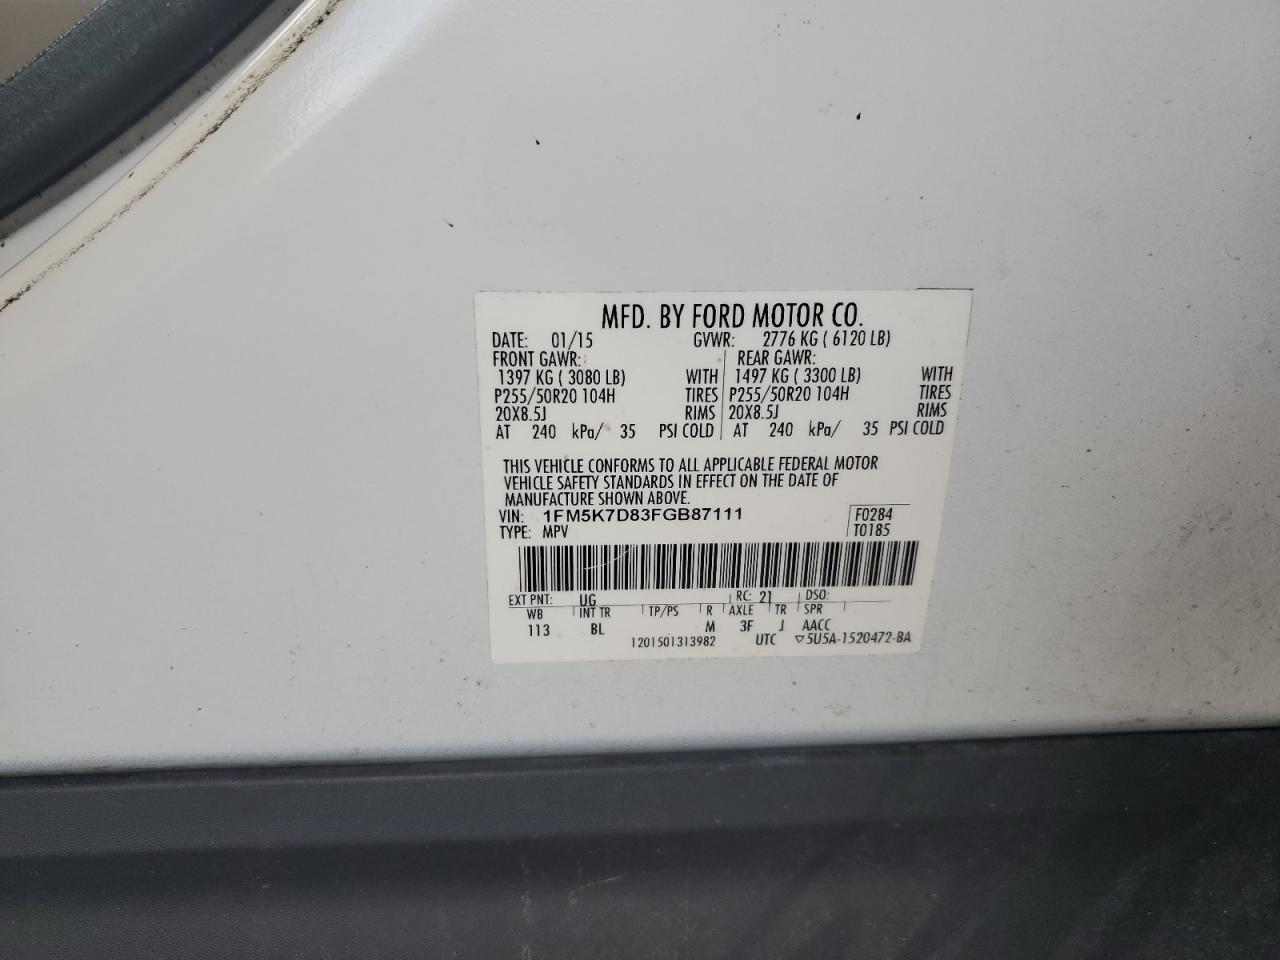 MFD. BY FORD MOTOR CO.
DATE: 01/15 GVWR: 2776 KG ( 6120 LB)
FRONT GAWR: REAR GAWR:
1397 KG ( 3080 LB) WITH 1497 KG ( 3300 LB) WITH
P255/50R20 104H TIRES P255/50R20 104H TIRES
20X8.5J RIMS 20X8.5J RIMS
AT 240 kPa/ 35 PSI COLD AT 240 kPa/ 35 PSI COLD
THIS VEHICLE CONFORMS TO ALL APPLICABLE FEDERAL MOTOR
VEHICLE SAFETY STANDARDS IN EFFECT ON THE DATE OF
MANUFACTURE SHOWN ABOVE.
VIN: 1FM5K7D83FGB87111 F0284
TYPE: MPV T0185
EXT PNT: UG RC: 21 DSO:
WB INT TR TP/PS R AXLE TR SPR
113 BL M 3F J AACC
1201501313982 UTC ▽5U5A-1520472-BA